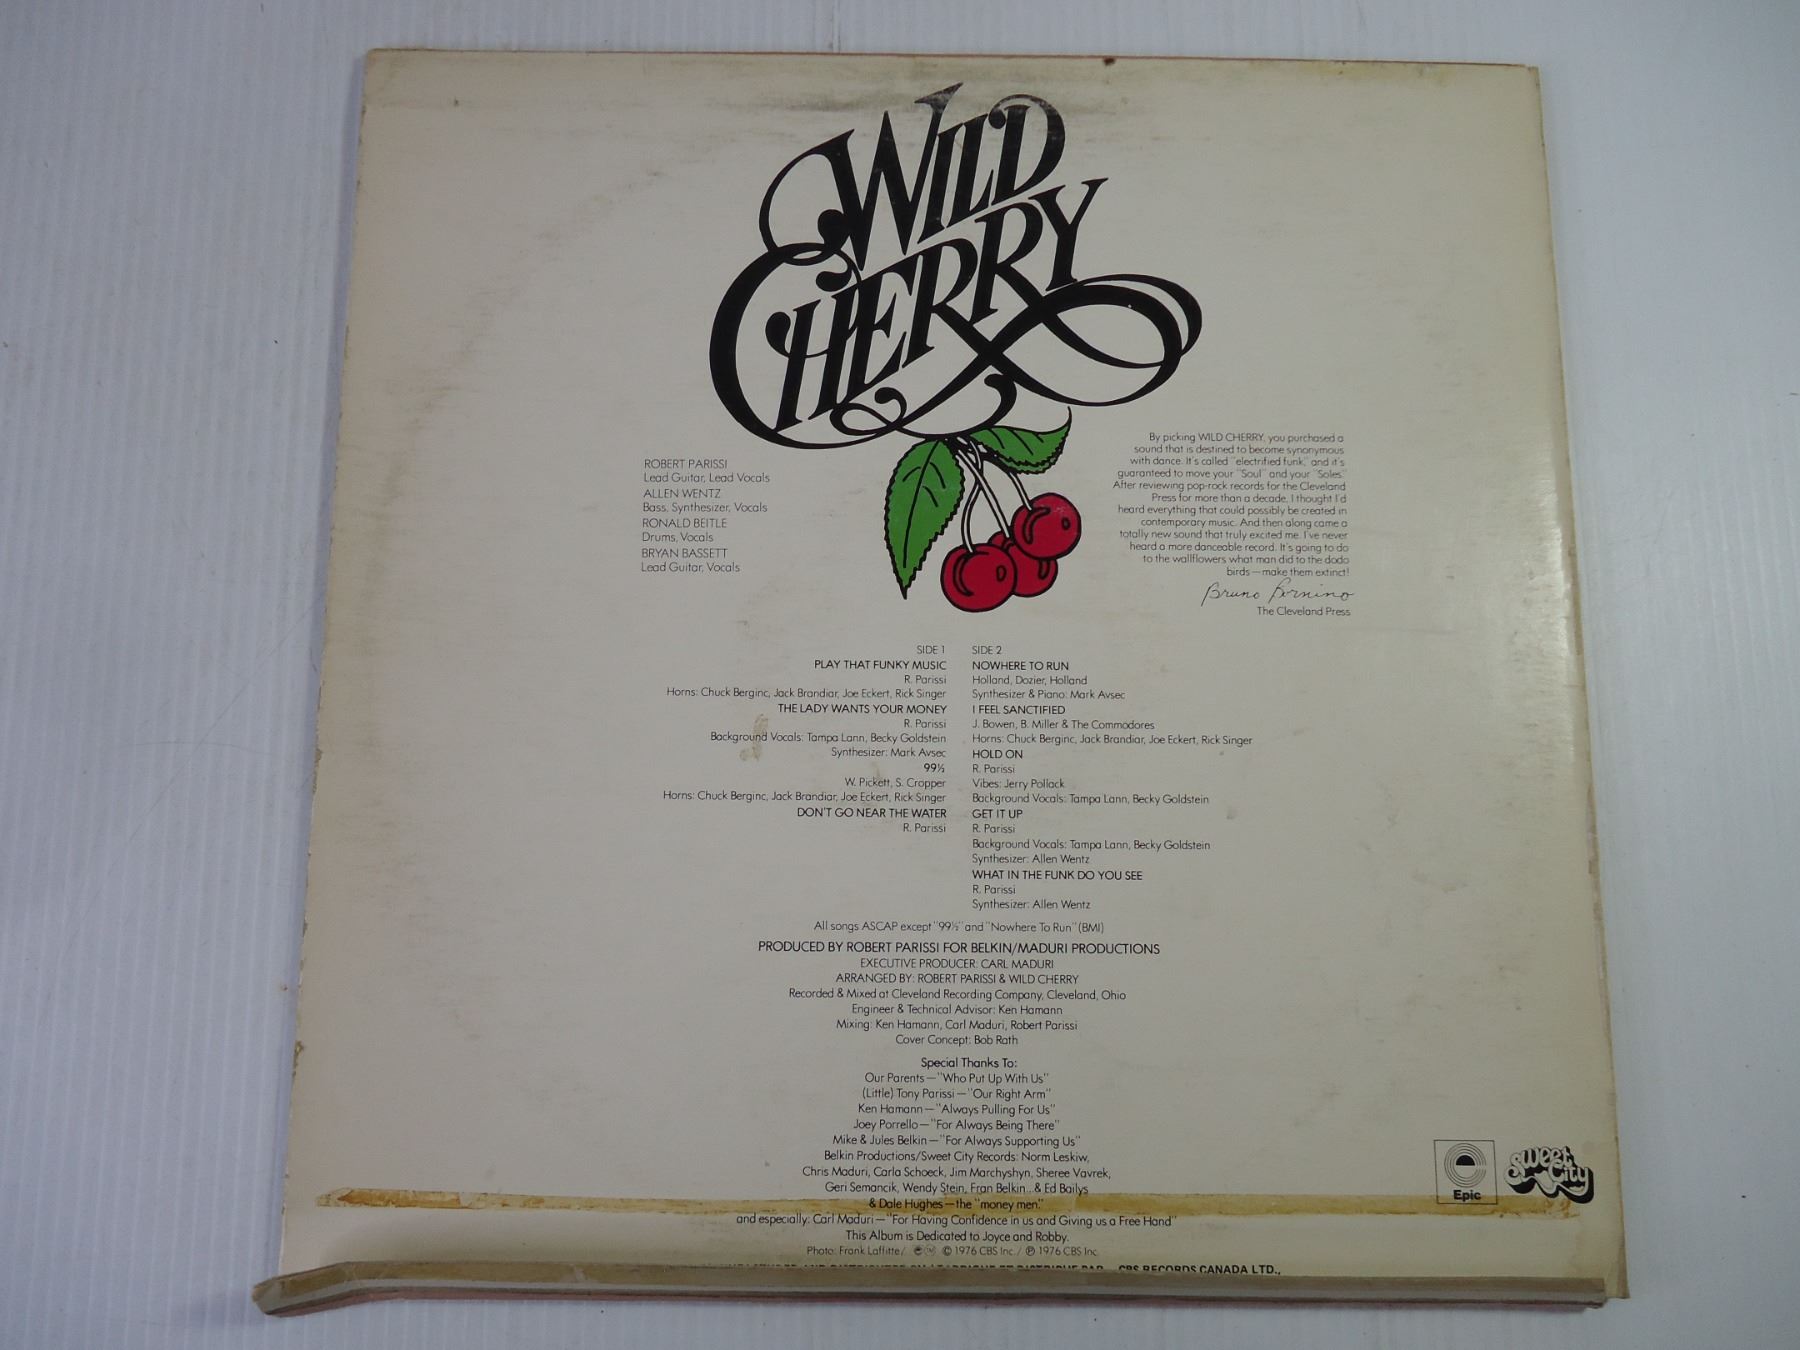 WILD
CHERRY
ROBERT PARISSI
Lead Guitar, Lead Vocals
ALLEN WENTZ
Bass, Synthesizer, Vocals
RONALD BEITLE
Drums, Vocals
BRYAN BASSETT
Lead Guitar, Vocals
By picking WILD CHERRY, you purchased a
sound that is destined to become synonymous
with dance. It's called "electrified funk," and it's
guaranteed to move your "Soul" and your "Soles."
After reviewing pop-rock records for the Cleveland
Press for more than a decade, I thought I'd
heard everything that could possibly be created in
contemporary music. And then along came a
totally new sound that truly excited me. I've never
heard a more danceable record. It's going to do
to the wallflowers what man did to the dodo
birds—make them extinct!
Bruno Bornino
The Cleveland Press
SIDE 1
PLAY THAT FUNKY MUSIC
R. Parissi
Horns: Chuck Berginc, Jack Brandiar, Joe Eckert, Rick Singer
THE LADY WANTS YOUR MONEY
R. Parissi
Background Vocals: Tampa Lann, Becky Goldstein
Synthesizer: Mark Avsec
99½
W. Pickett, S. Cropper
Horns: Chuck Berginc, Jack Brandiar, Joe Eckert, Rick Singer
DON'T GO NEAR THE WATER
R. Parissi
SIDE 2
NOWHERE TO RUN
Holland, Dozier, Holland
Synthesizer & Piano: Mark Avsec
I FEEL SANCTIFIED
J. Bowen, B. Miller & The Commodores
Horns: Chuck Berginc, Jack Brandiar, Joe Eckert, Rick Singer
HOLD ON
R. Parissi
Vibes: Jerry Pollack
Background Vocals: Tampa Lann, Becky Goldstein
GET IT UP
R. Parissi
Background Vocals: Tampa Lann, Becky Goldstein
Synthesizer: Allen Wentz
WHAT IN THE FUNK DO YOU SEE
R. Parissi
Synthesizer: Allen Wentz
All songs ASCAP except "99½" and "Nowhere To Run" (BMI)
PRODUCED BY ROBERT PARISSI FOR BELKIN/MADURI PRODUCTIONS
EXECUTIVE PRODUCER: CARL MADURI
ARRANGED BY: ROBERT PARISSI & WILD CHERRY
Recorded & Mixed at Cleveland Recording Company, Cleveland, Ohio
Engineer & Technical Advisor: Ken Hamann
Mixing: Ken Hamann, Carl Maduri, Robert Parissi
Cover Concept: Bob Rath
Special Thanks To:
Our Parents—"Who Put Up With Us"
(Little) Tony Parissi—"Our Right Arm"
Ken Hamann—"Always Pulling For Us"
Joey Porrello—"For Always Being There"
Mike & Jules Belkin—"For Always Supporting Us"
Belkin Productions/Sweet City Records: Norm Leskiw,
Chris Maduri, Carla Schoeck, Jim Marchyshyn, Sheree Vavrek,
Geri Semancik, Wendy Stein, Fran Belkin...& Ed Bailys
& Dale Hughes—the "money men."
and especially: Carl Maduri—"For Having Confidence in us and Giving us a Free Hand"
This Album is Dedicated to Joyce and Robby.
Photo: Frank Laffitte/ © 1976 CBS Inc./ ℗ 1976 CBS Inc.
CBS RECORDS CANADA LTD.,
Epic
Sweet
City